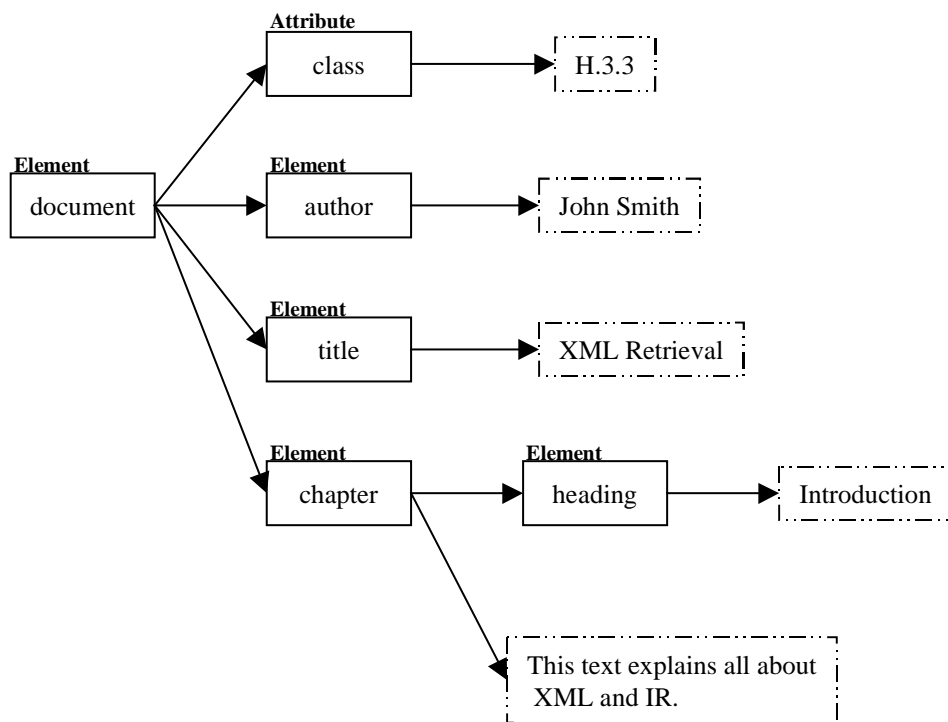 Attribute
class
H.3.3
Element
document
Element
author
John Smith
Element
title
XML Retrieval
Element
chapter
Element
heading
Introduction
This text explains all about
XML and IR.